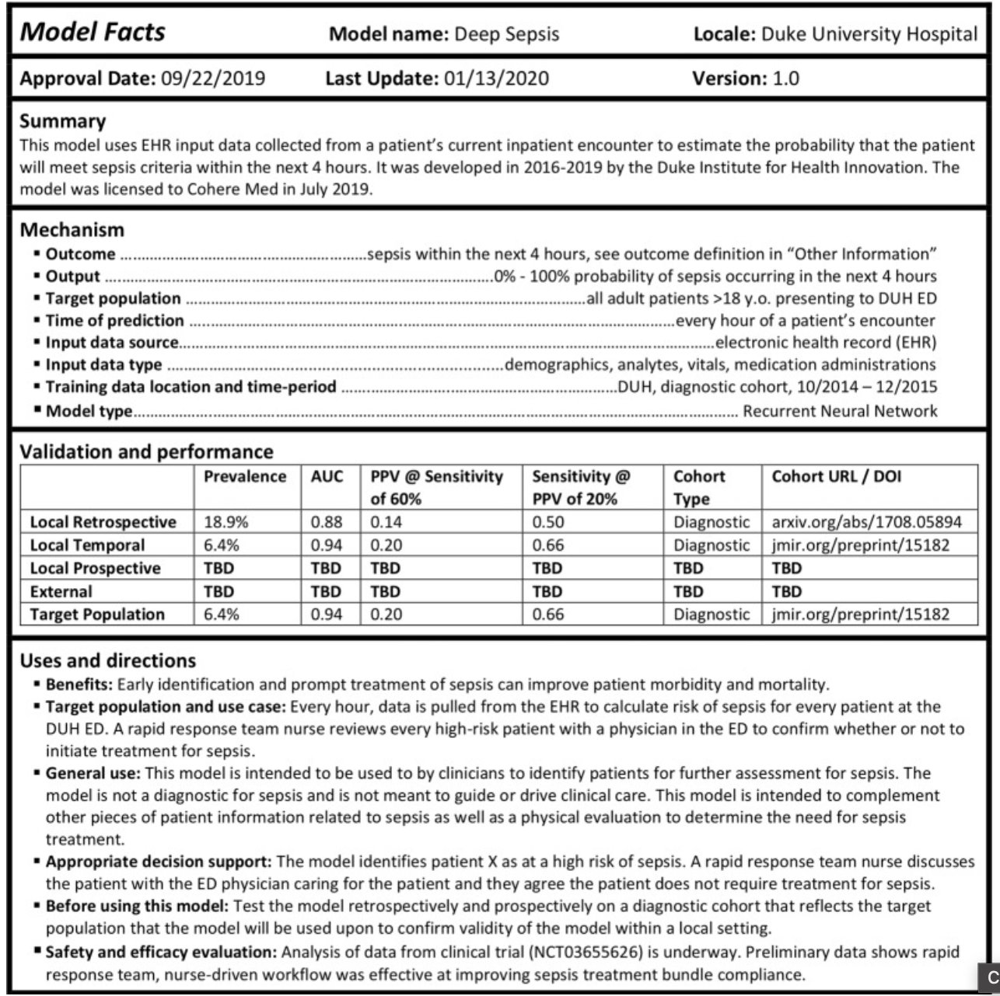 Model Facts Model name: Deep Sepsis Locale: Duke University Hospital
Approval Date: 09/22/2019 Last Update: 01/13/2020 Version: 1.0
Summary
This model uses EHR input data collected from a patient's current inpatient encounter to estimate the probability that the patient
will meet sepsis criteria within the next 4 hours. It was developed in 2016-2019 by the Duke Institute for Health Innovation. The
model was licensed to Cohere Med in July 2019.
Mechanism
▪ Outcome ......................................................sepsis within the next 4 hours, see outcome definition in "Other Information"
▪ Output .....................................................................................0% - 100% probability of sepsis occurring in the next 4 hours
▪ Target population ........................................................................................all adult patients >18 y.o. presenting to DUH ED
▪ Time of prediction ..........................................................................................................every hour of a patient's encounter
▪ Input data source.....................................................................................................................electronic health record (EHR)
▪ Input data type ..........................................................................demographics, analytes, vitals, medication administrations
▪ Training data location and time-period ............................................................DUH, diagnostic cohort, 10/2014 – 12/2015
▪ Model type..................................................................................................................................... Recurrent Neural Network
Validation and performance
Prevalence AUC PPV @ Sensitivity Sensitivity @ Cohort Cohort URL / DOI
of 60% PPV of 20% Type
Local Retrospective 18.9% 0.88 0.14 0.50 Diagnostic arxiv.org/abs/1708.05894
Local Temporal 6.4% 0.94 0.20 0.66 Diagnostic jmir.org/preprint/15182
Local Prospective TBD TBD TBD TBD TBD TBD
External TBD TBD TBD TBD TBD TBD
Target Population 6.4% 0.94 0.20 0.66 Diagnostic jmir.org/preprint/15182
Uses and directions
▪ Benefits: Early identification and prompt treatment of sepsis can improve patient morbidity and mortality.
▪ Target population and use case: Every hour, data is pulled from the EHR to calculate risk of sepsis for every patient at the
DUH ED. A rapid response team nurse reviews every high-risk patient with a physician in the ED to confirm whether or not to
initiate treatment for sepsis.
▪ General use: This model is intended to be used to by clinicians to identify patients for further assessment for sepsis. The
model is not a diagnostic for sepsis and is not meant to guide or drive clinical care. This model is intended to complement
other pieces of patient information related to sepsis as well as a physical evaluation to determine the need for sepsis
treatment.
▪ Appropriate decision support: The model identifies patient X as at a high risk of sepsis. A rapid response team nurse discusses
the patient with the ED physician caring for the patient and they agree the patient does not require treatment for sepsis.
▪ Before using this model: Test the model retrospectively and prospectively on a diagnostic cohort that reflects the target
population that the model will be used upon to confirm validity of the model within a local setting.
▪ Safety and efficacy evaluation: Analysis of data from clinical trial (NCT03655626) is underway. Preliminary data shows rapid
response team, nurse-driven workflow was effective at improving sepsis treatment bundle compliance.